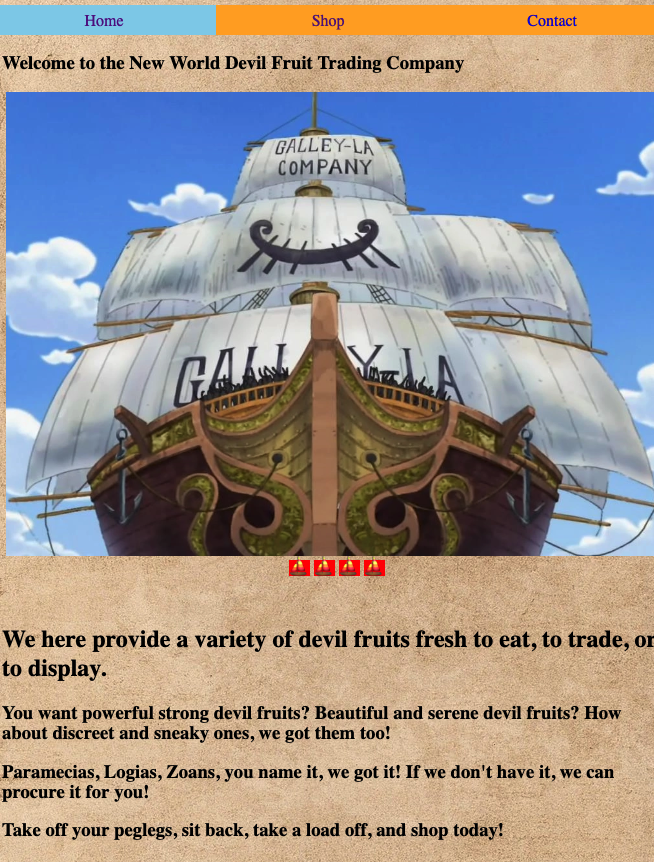 Home Shop Contact
Welcome to the New World Devil Fruit Trading Company
GALLEY-LA
COMPANY
GALLEY-LA
We here provide a variety of devil fruits fresh to eat, to trade, or
to display.
You want powerful strong devil fruits? Beautiful and serene devil fruits? How
about discreet and sneaky ones, we got them too!
Paramecias, Logias, Zoans, you name it, we got it! If we don't have it, we can
procure it for you!
Take off your peglegs, sit back, take a load off, and shop today!